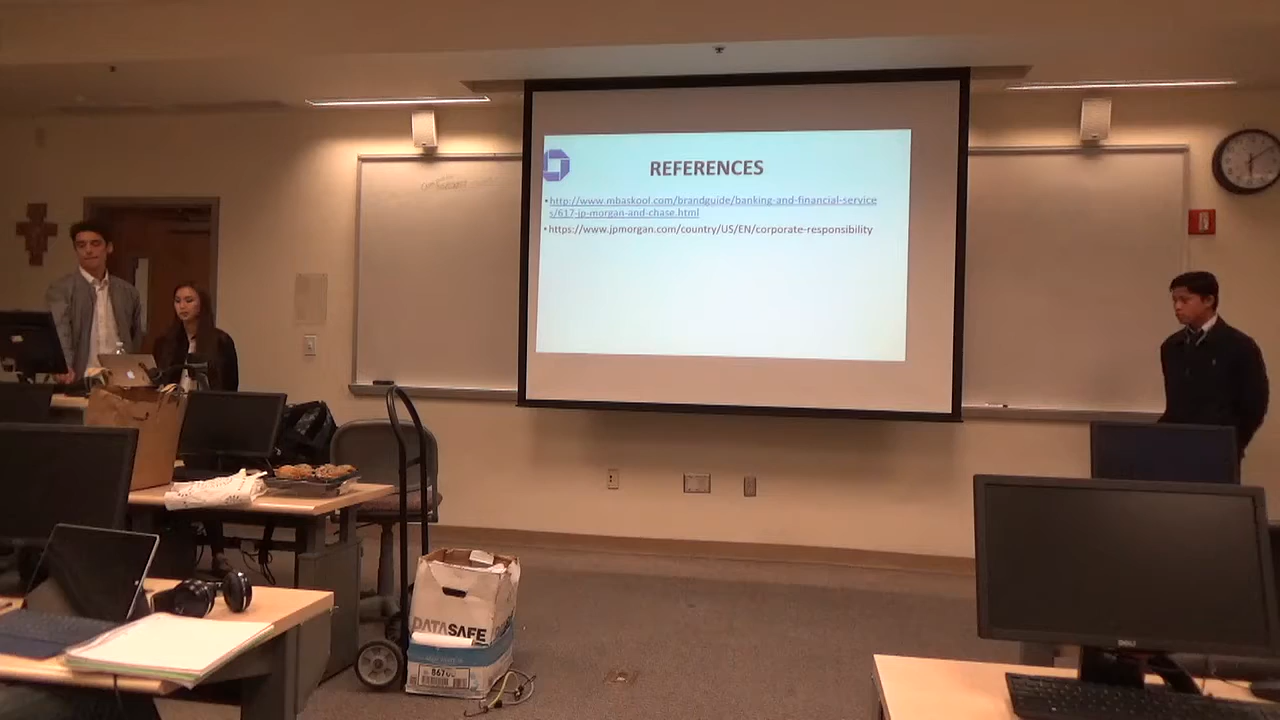 REFERENCES
•http://www.mbaskool.com/brandguide/banking-and-financial-service
s/617-jp-morgan-and-chase.html
•https://www.jpmorgan.com/country/US/EN/corporate-responsibility
DATASAFE
DELL